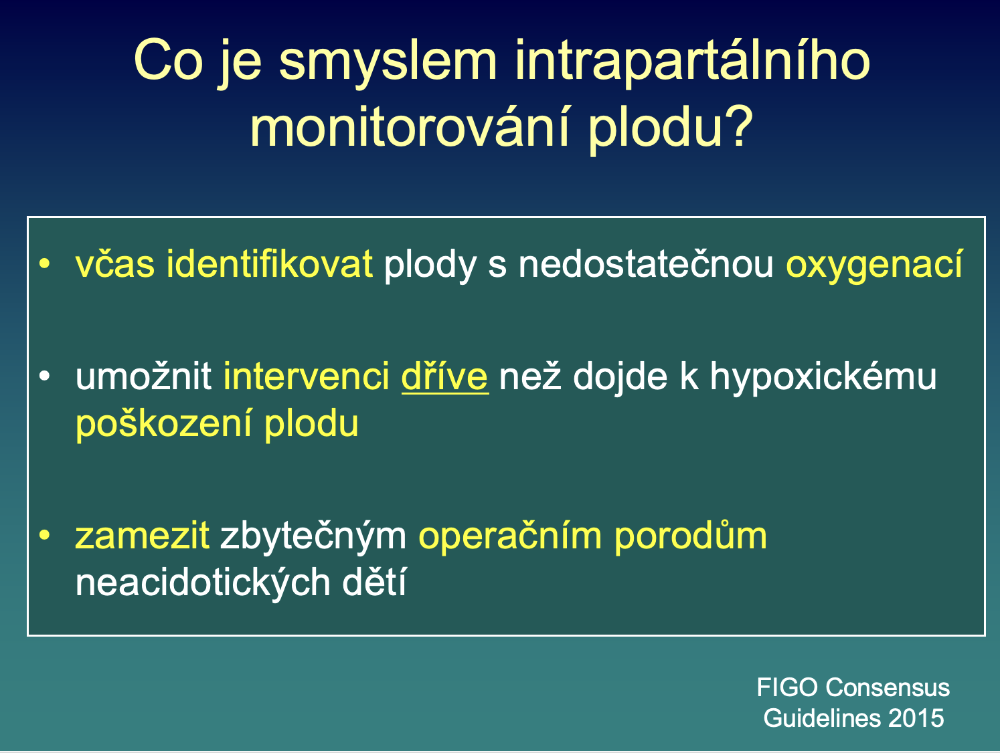 Co je smyslem intrapartálního
monitorování plodu?
• včas identifikovat plody s nedostatečnou oxygenací
• umožnit intervenci dříve než dojde k hypoxickému
poškození plodu
• zamezit zbytečným operačním porodům
neacidotických dětí
FIGO Consensus
Guidelines 2015